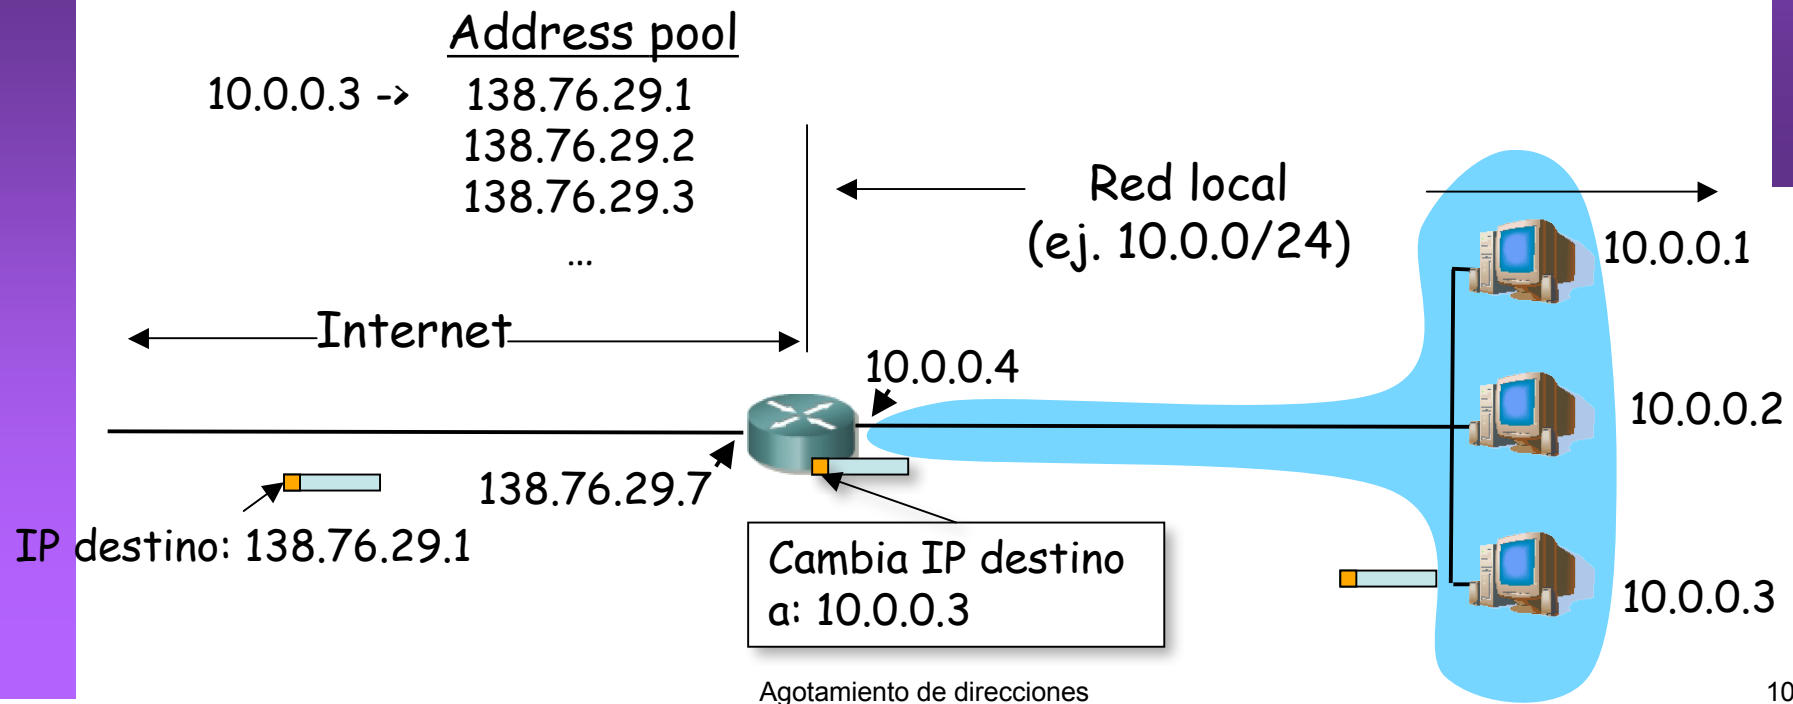 Address pool
10.0.0.3 -> 138.76.29.1
138.76.29.2
138.76.29.3
...
Red local
(ej. 10.0.0/24)
10.0.0.1
Internet
10.0.0.4
10.0.0.2
138.76.29.7
IP destino: 138.76.29.1
Cambia IP destino
a: 10.0.0.3
10.0.0.3
Agotamiento de direcciones
10